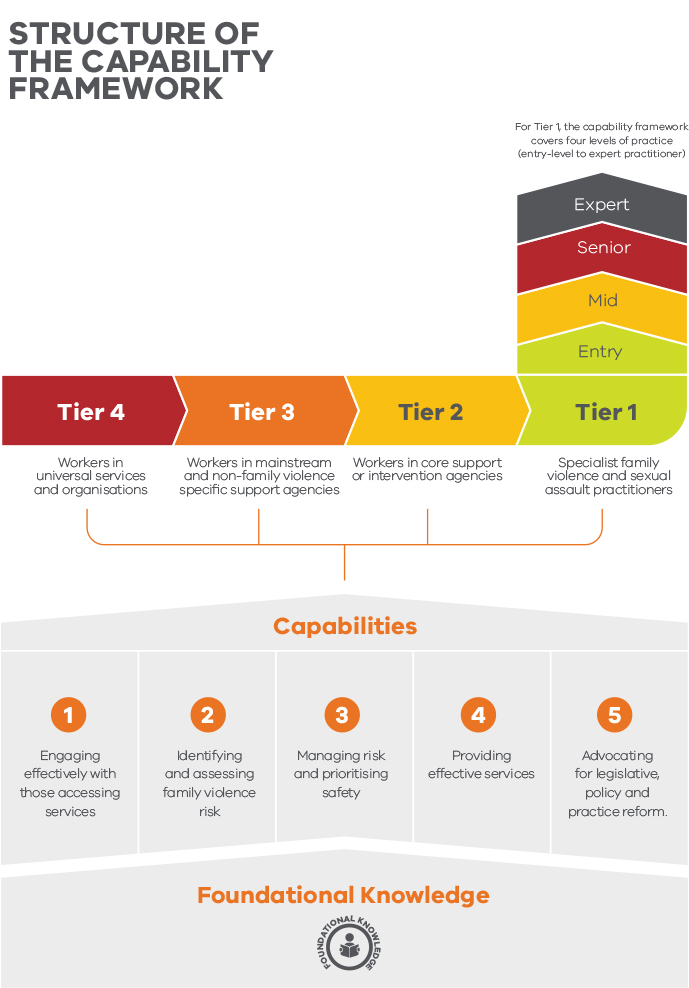 STRUCTURE OF
THE CAPABILITY
FRAMEWORK
For Tier 1, the capability framework
covers four levels of practice
(entry-level to expert practitioner)
Expert
Senior
Mid
Entry
Tier 4
Tier 3
Tier 2
Tier 1
Workers in
universal services
and organisations
Workers in mainstream
and non-family violence
specific support agencies
Workers in core support
or intervention agencies
Specialist family
violence and sexual
assault practitioners
Capabilities
1
Engaging
effectively with
those accessing
services
2
Identifying
and assessing
family violence
risk
3
Managing risk
and prioritising
safety
4
Providing
effective services
5
Advocating
for legislative,
policy and
practice reform.
Foundational Knowledge
FOUNDATIONAL KNOWLEDGE